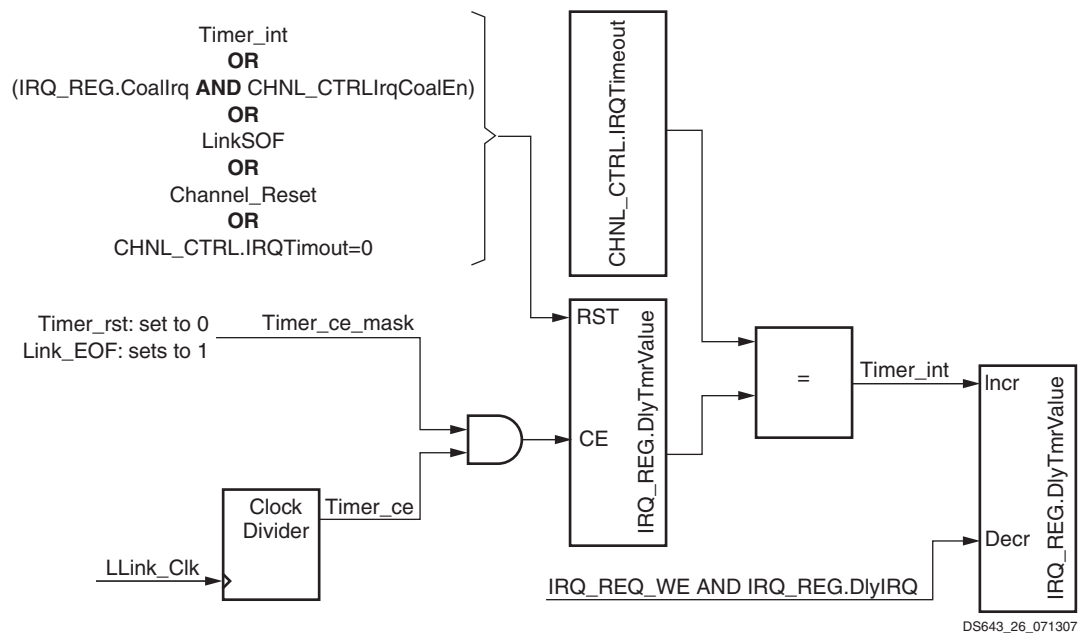 Timer_int
OR
(IRQ_REG.CoalIrq AND CHNL_CTRLIrqCoalEn)
OR
LinkSOF
OR
Channel_Reset
OR
CHNL_CTRL.IRQTimout=0
CHNL_CTRL.IRQTimeout
Timer_rst: set to 0
Link_EOF: sets to 1
Timer_ce_mask
RST
CE
IRQ_REG.DlyTmrValue
=
Timer_int
Incr
Decr
IRQ_REG.DlyTmrValue
Clock
Divider
Timer_ce
LLink_Clk
IRQ_REQ_WE AND IRQ_REG.DlyIRQ
DS643_26_071307